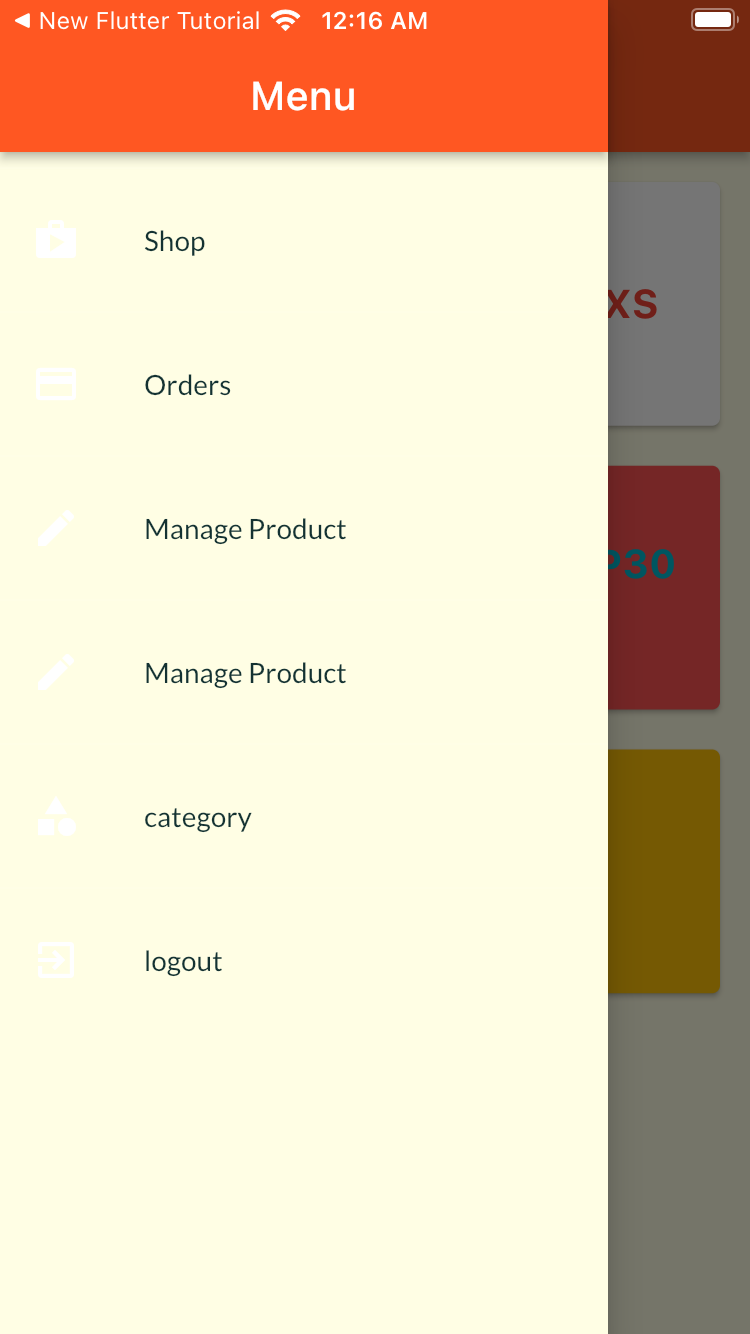 ◀ New Flutter Tutorial 12:16 AM
Menu
Shop
XS
Orders
Manage Product
P30
Manage Product
category
logout